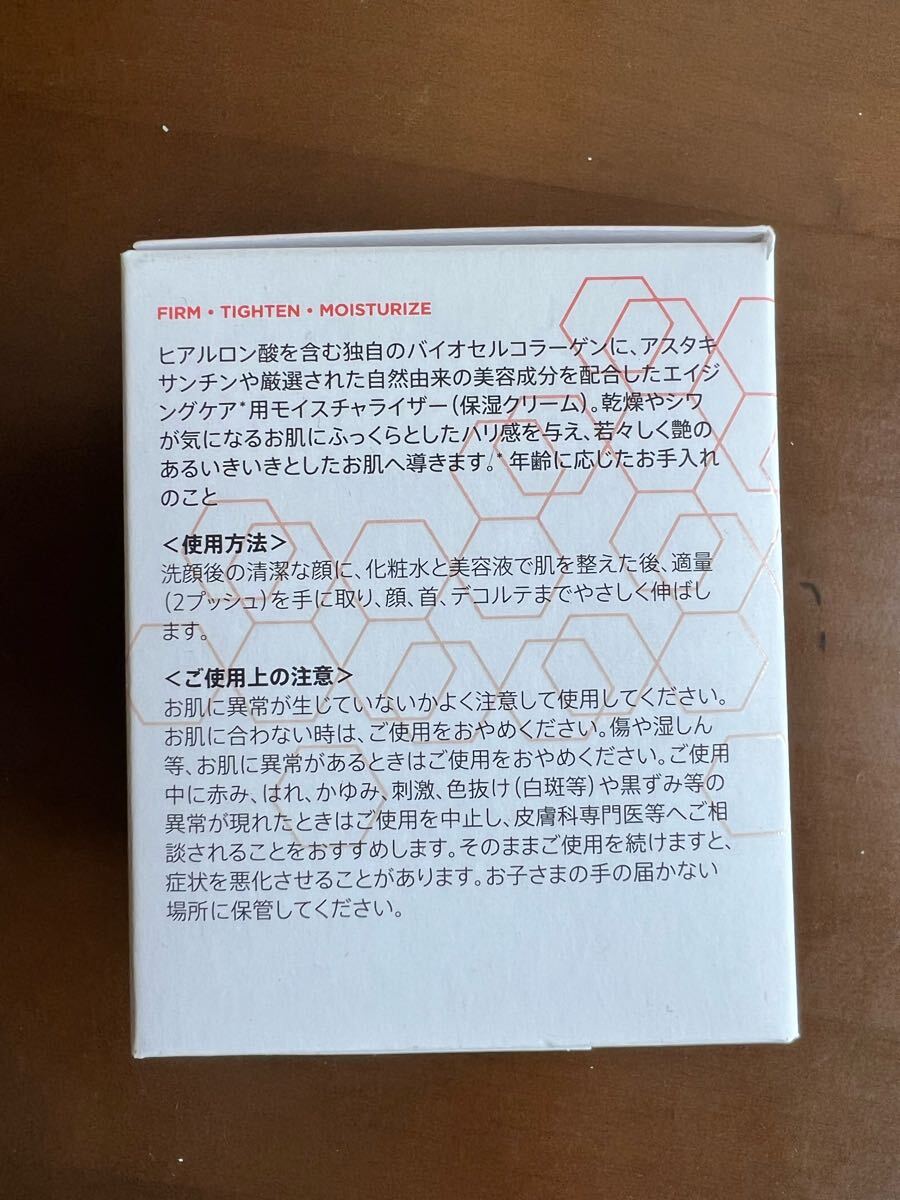 FIRM • TIGHTEN • MOISTURIZE
ヒアルロン酸を含む独自のバイオセルコラーゲンに、アスタキ
サンチンや厳選された自然由来の美容成分を配合したエイジ
ングケア*用モイスチャライザー(保湿クリーム)。乾燥やシワ
が気になるお肌にふっくらとしたハリ感を与え、若々しく艶の
あるいきいきとしたお肌へ導きます。*年齢に応じたお手入れ
のこと
<使用方法>
洗顔後の清潔な顔に、化粧水と美容液で肌を整えた後、適量
(2プッシュ)を手に取り、顔、首、デコルテまでやさしく伸ばし
ます。
<ご使用上の注意>
お肌に異常が生じていないかよく注意して使用してください。
お肌に合わない時は、ご使用をおやめください。傷や湿しん
等、お肌に異常があるときはご使用をおやめください。ご使用
中に赤み、はれ、かゆみ、刺激、色抜け(白斑等)や黒ずみ等の
異常が現れたときはご使用を中止し、皮膚科専門医等へご相
談されることをおすすめします。そのままご使用を続けますと、
症状を悪化させることがあります。お子さまの手の届かない
場所に保管してください。